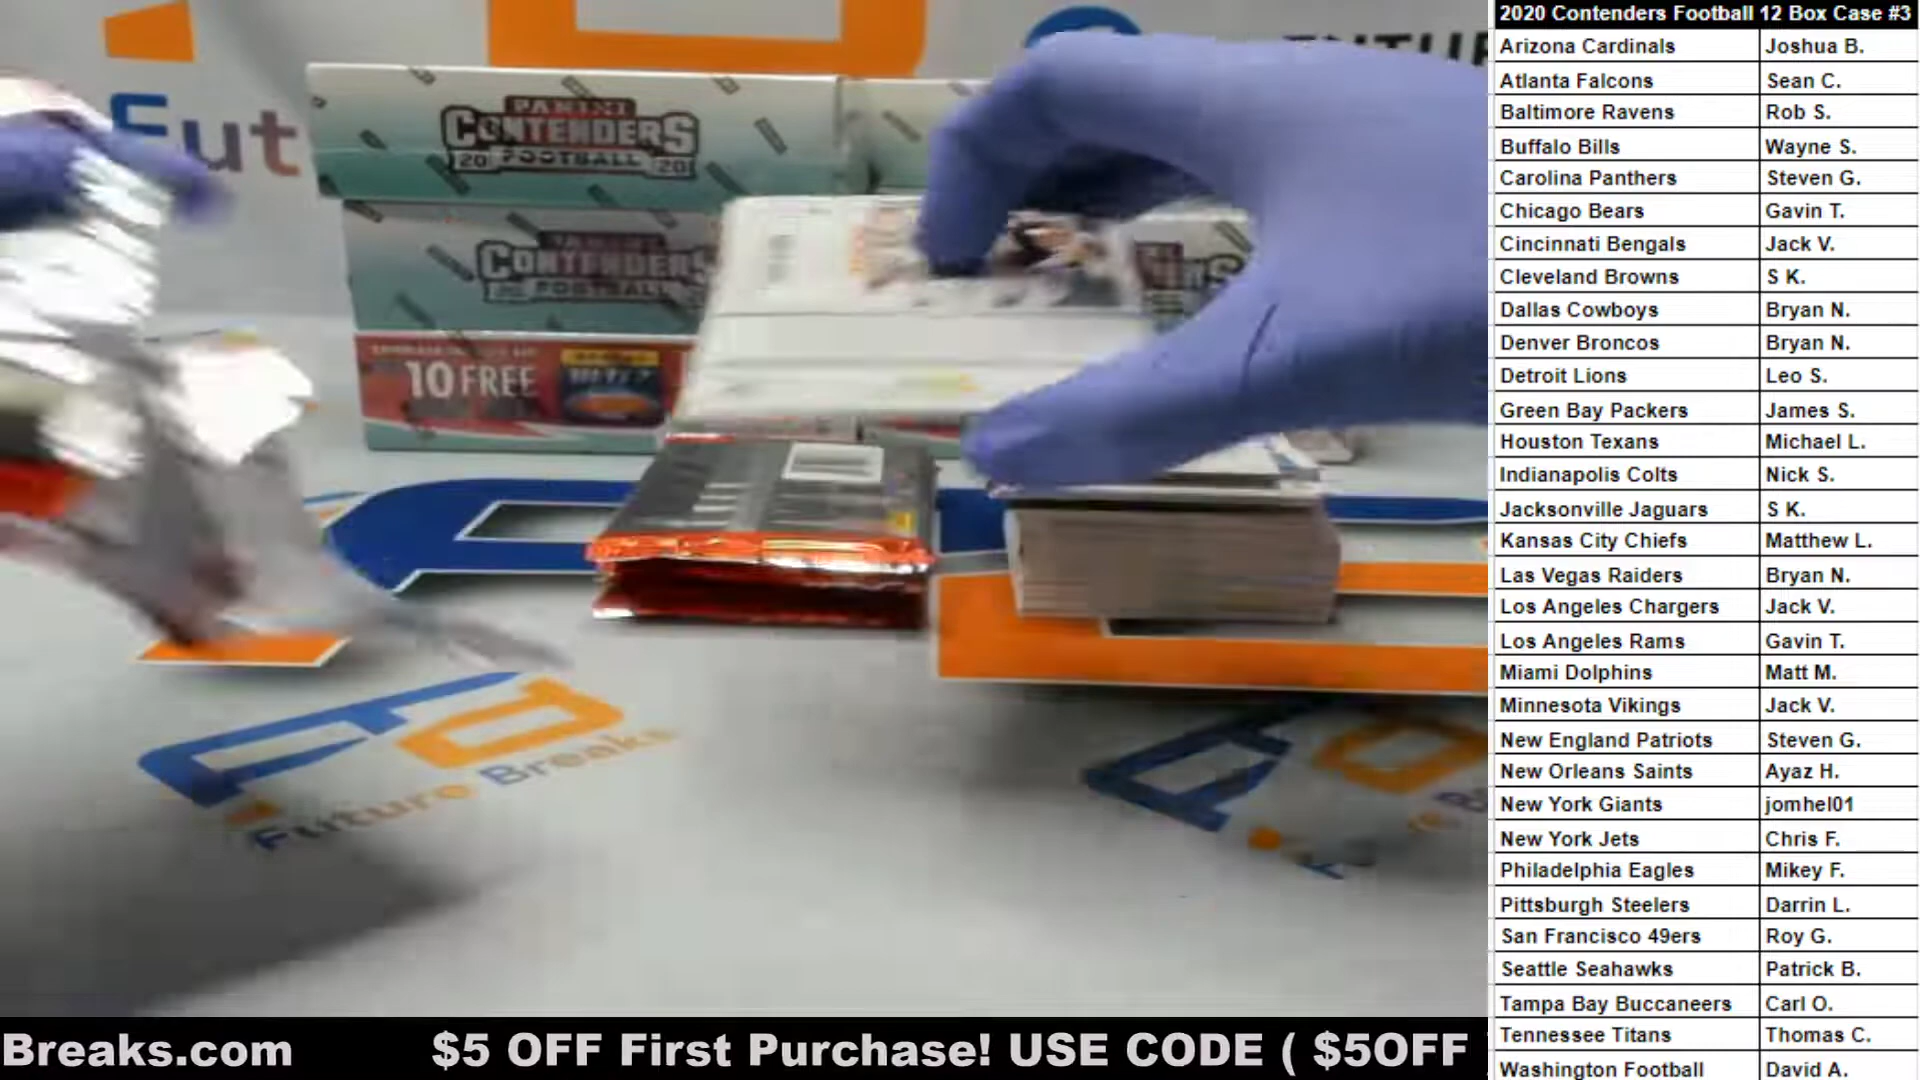 Fut
PANINI
CONTENDERS
20 FOOTBALL 20
PANINI
CONTENDERS
20 FOOTBALL
10 FREE
Future Breaks
2020 Contenders Football 12 Box Case #3
Arizona Cardinals Joshua B.
Atlanta Falcons Sean C.
Baltimore Ravens Rob S.
Buffalo Bills Wayne S.
Carolina Panthers Steven G.
Chicago Bears Gavin T.
Cincinnati Bengals Jack V.
Cleveland Browns S K.
Dallas Cowboys Bryan N.
Denver Broncos Bryan N.
Detroit Lions Leo S.
Green Bay Packers James S.
Houston Texans Michael L.
Indianapolis Colts Nick S.
Jacksonville Jaguars S K.
Kansas City Chiefs Matthew L.
Las Vegas Raiders Bryan N.
Los Angeles Chargers Jack V.
Los Angeles Rams Gavin T.
Miami Dolphins Matt M.
Minnesota Vikings Jack V.
New England Patriots Steven G.
New Orleans Saints Ayaz H.
New York Giants jomhel01
New York Jets Chris F.
Philadelphia Eagles Mikey F.
Pittsburgh Steelers Darrin L.
San Francisco 49ers Roy G.
Seattle Seahawks Patrick B.
Tampa Bay Buccaneers Carl O.
Tennessee Titans Thomas C.
Washington Football David A.
Breaks.com $5 OFF First Purchase! USE CODE ( $5OFF